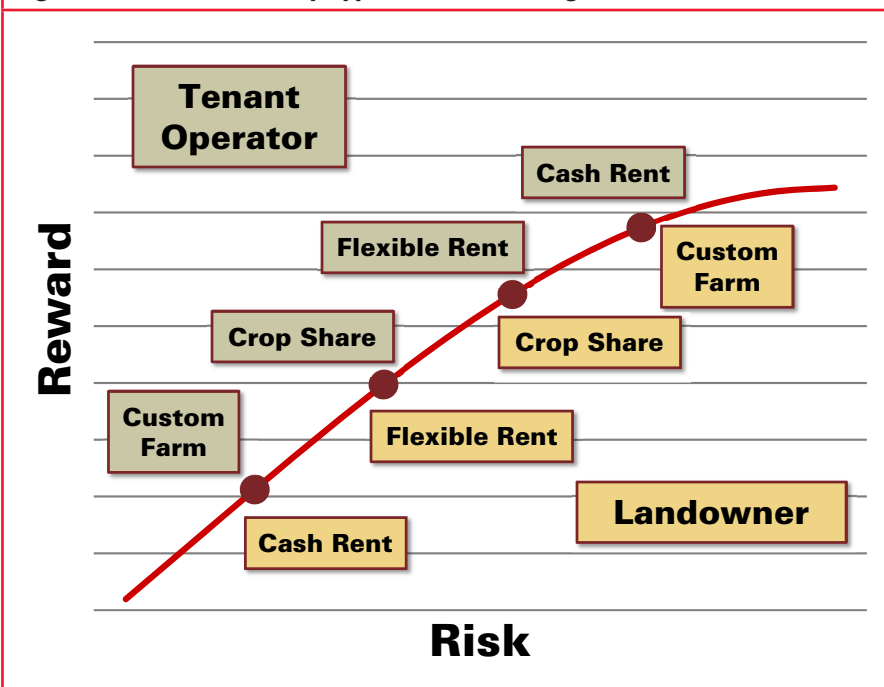 Tenant
Operator
Cash Rent
Flexible Rent
Custom
Farm
Crop Share
Crop Share
Custom
Farm
Flexible Rent
Landowner
Cash Rent
Reward
Risk